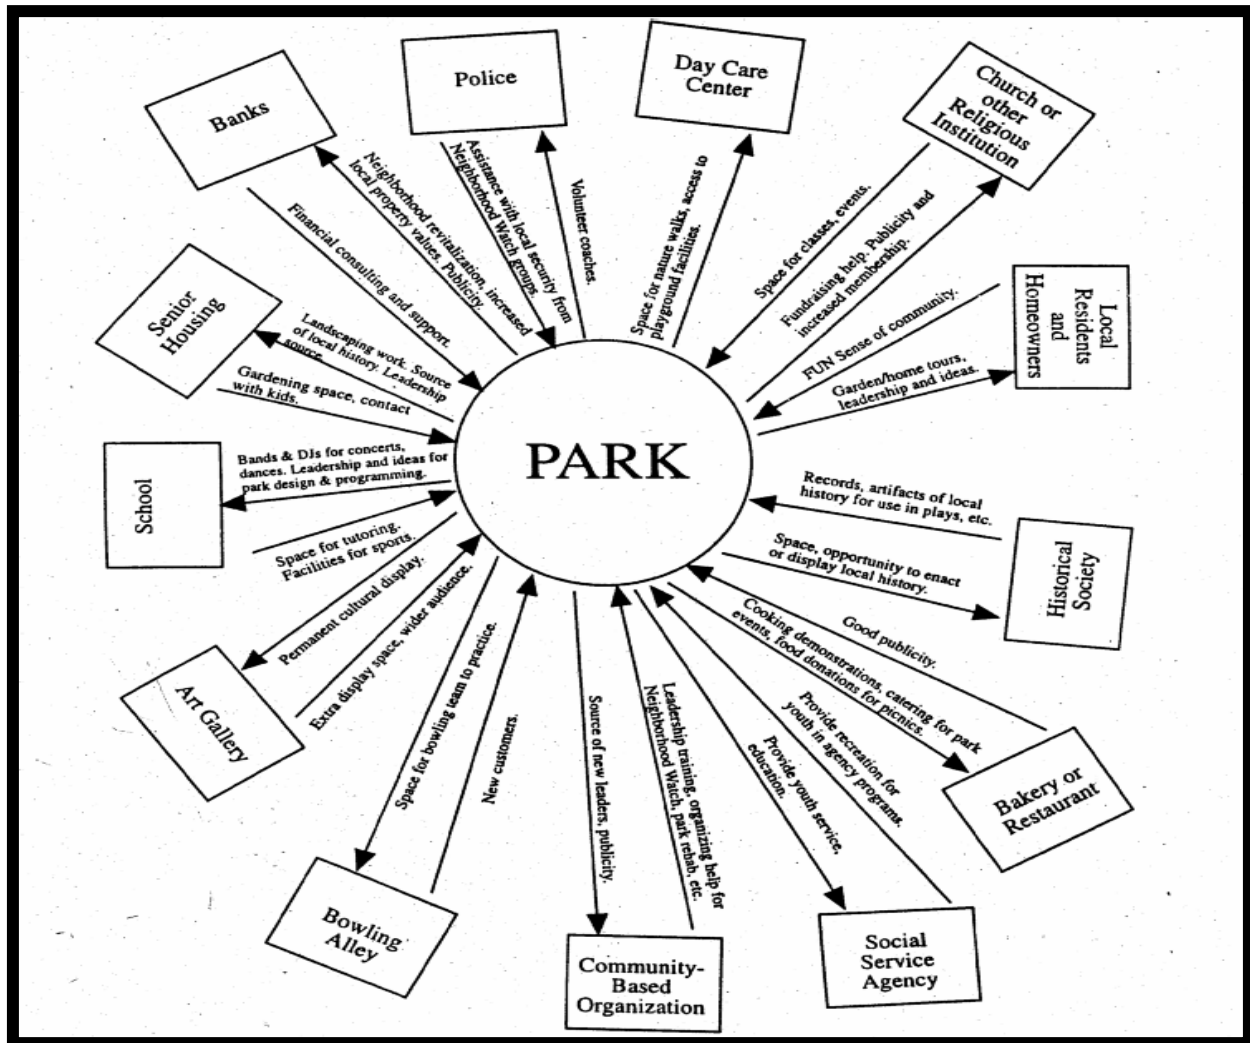 Banks
Police
Day Care
Center
Church or
other
Religious
Institution
Local
Residents
and
Homeowners
Historical
Society
Bakery or
Restaurant
Social
Service
Agency
Community-
Based
Organization
Bowling
Alley
Art Gallery
School
Senior
Housing
PARK
Financial consulting and support.
Neighborhood revitalization, increased
local property values. Publicity.
Assistance with local security from
Neighborhood Watch groups.
Volunteer coaches.
Space for nature walks, access to
playground facilities.
Space for classes, events.
Fundraising help. Publicity and
increased membership.
FUN Sense of community.
Garden/home tours,
leadership and ideas.
Records, artifacts of local
history for use in plays, etc.
Space, opportunity to enact
or display local history.
Good publicity.
Cooking demonstrations, catering for park
events, food donations for picnics.
Provide recreation for
youth in agency programs.
Provide youth service,
education.
Leadership training, organizing help for
Neighborhood Watch, park rehab, etc.
Source of new leaders, publicity.
New customers.
Space for bowling team to practice.
Extra display space, wider audience.
Permanent cultural display.
Space for tutoring.
Facilities for sports.
Bands & DJs for concerts,
dances. Leadership and ideas for
park design & programming.
Gardening space, contact
with kids.
Landscaping work. Source
of local history. Leadership
source.